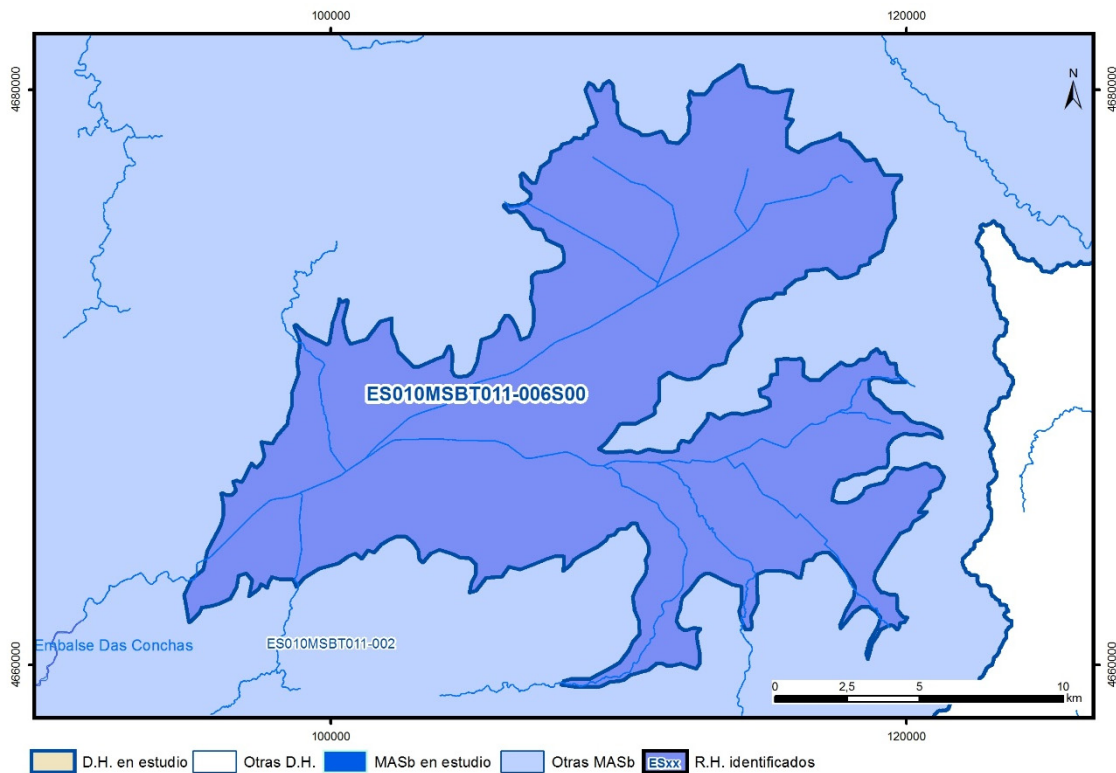 100000 120000
4680000 4680000
N
ES010MSBT011-006S00
Embalse Das Conchas
ES010MSBT011-002
4660000 4660000
0 2,5 5 10
km
100000 120000
D.H. en estudio Otras D.H. MASb en estudio Otras MASb ESxx R.H. identificados